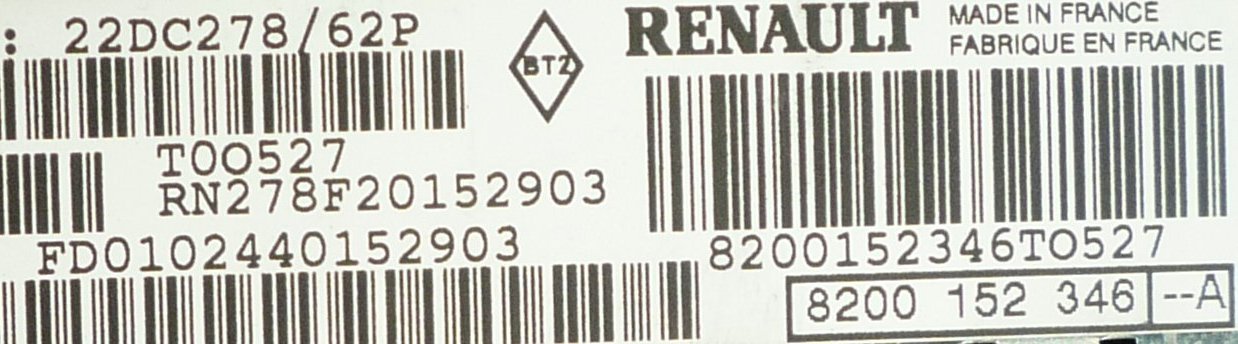 : 22DC278/62P
BTZ
RENAULT
MADE IN FRANCE
FABRIQUE EN FRANCE
T00527
RN278F20152903
FD0102440152903
8200152346T0527
8200 152 346 --A